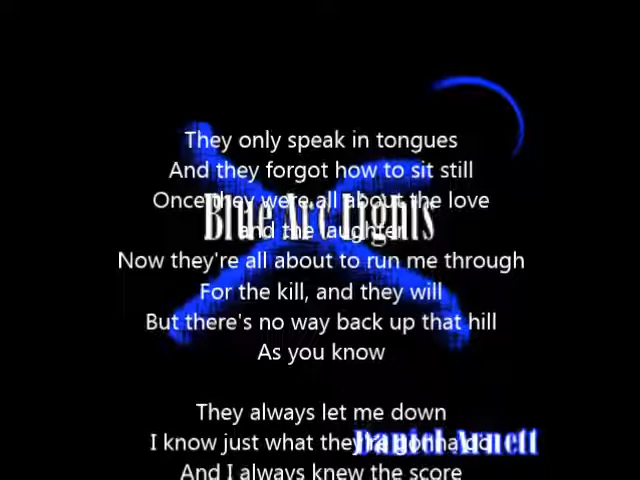 They only speak in tongues
And they forgot how to sit still
Once they were all about the love
and the laughter
Blue Arc Lights
Now they're all about to run me through
For the kill, and they will
But there's no way back up that hill
As you know
They always let me down
I know just what they're gonna do
Daniel Arnett
And I always knew the score